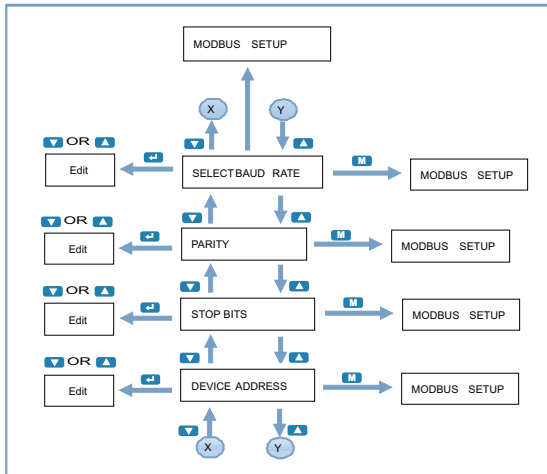 MODBUS SETUP
X
Y
OR
Edit
SELECT BAUD RATE
M
MODBUS SETUP
OR
Edit
PARITY
M
MODBUS SETUP
OR
Edit
STOP BITS
M
MODBUS SETUP
OR
Edit
DEVICE ADDRESS
M
MODBUS SETUP
X
Y